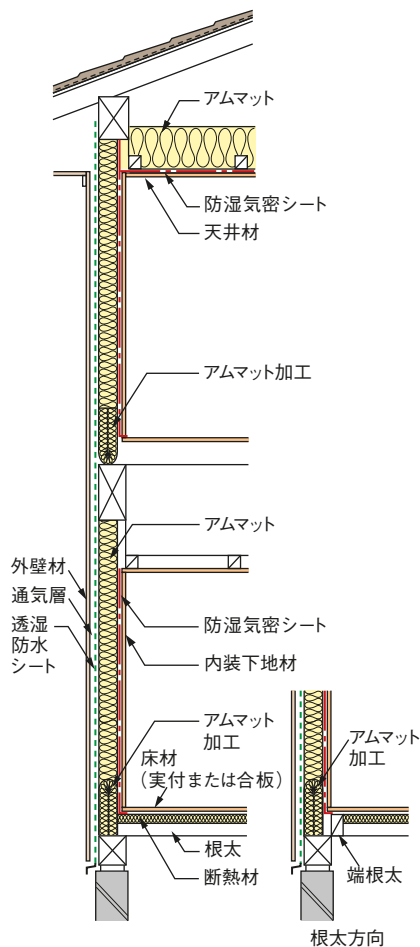 アムマット
防湿気密シート
天井材
アムマット加工
アムマット
外壁材
通気層
透湿
防水
シート
防湿気密シート
内装下地材
アムマット
加工
床材
(実付または合板)
根太
断熱材
アムマット
加工
端根太
根太方向